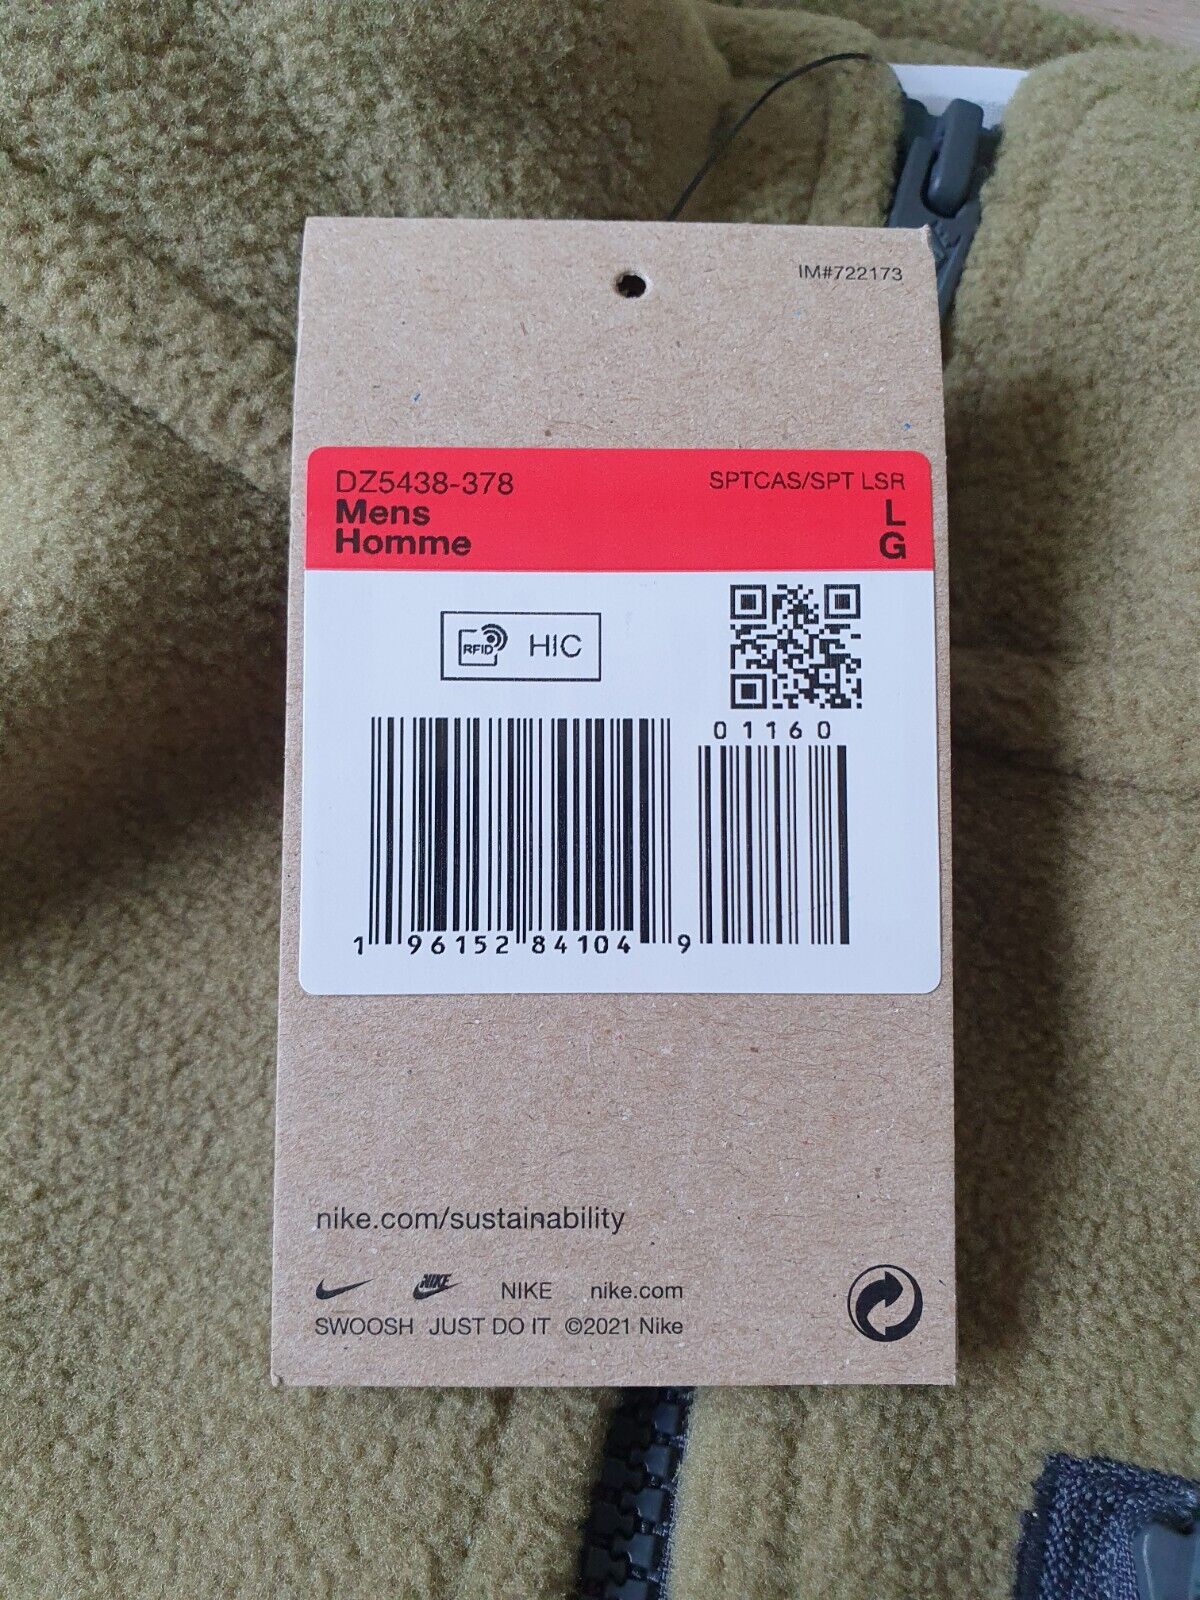 IM#722173
DZ5438-378 SPTCAS/SPT LSR
Mens L
Homme G
RFID HIC
01160
1 96152 84104 9
nike.com/sustainability
NIKE NIKE nike.com
SWOOSH JUST DO IT ©2021 Nike